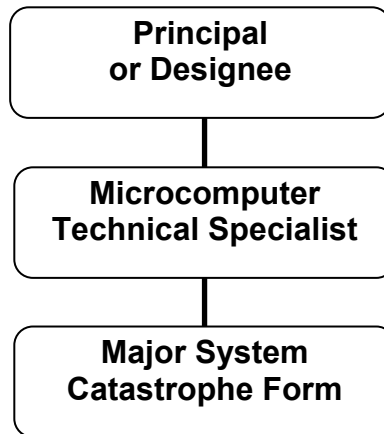 Principal
or Designee
Microcomputer
Technical Specialist
Major System
Catastrophe Form